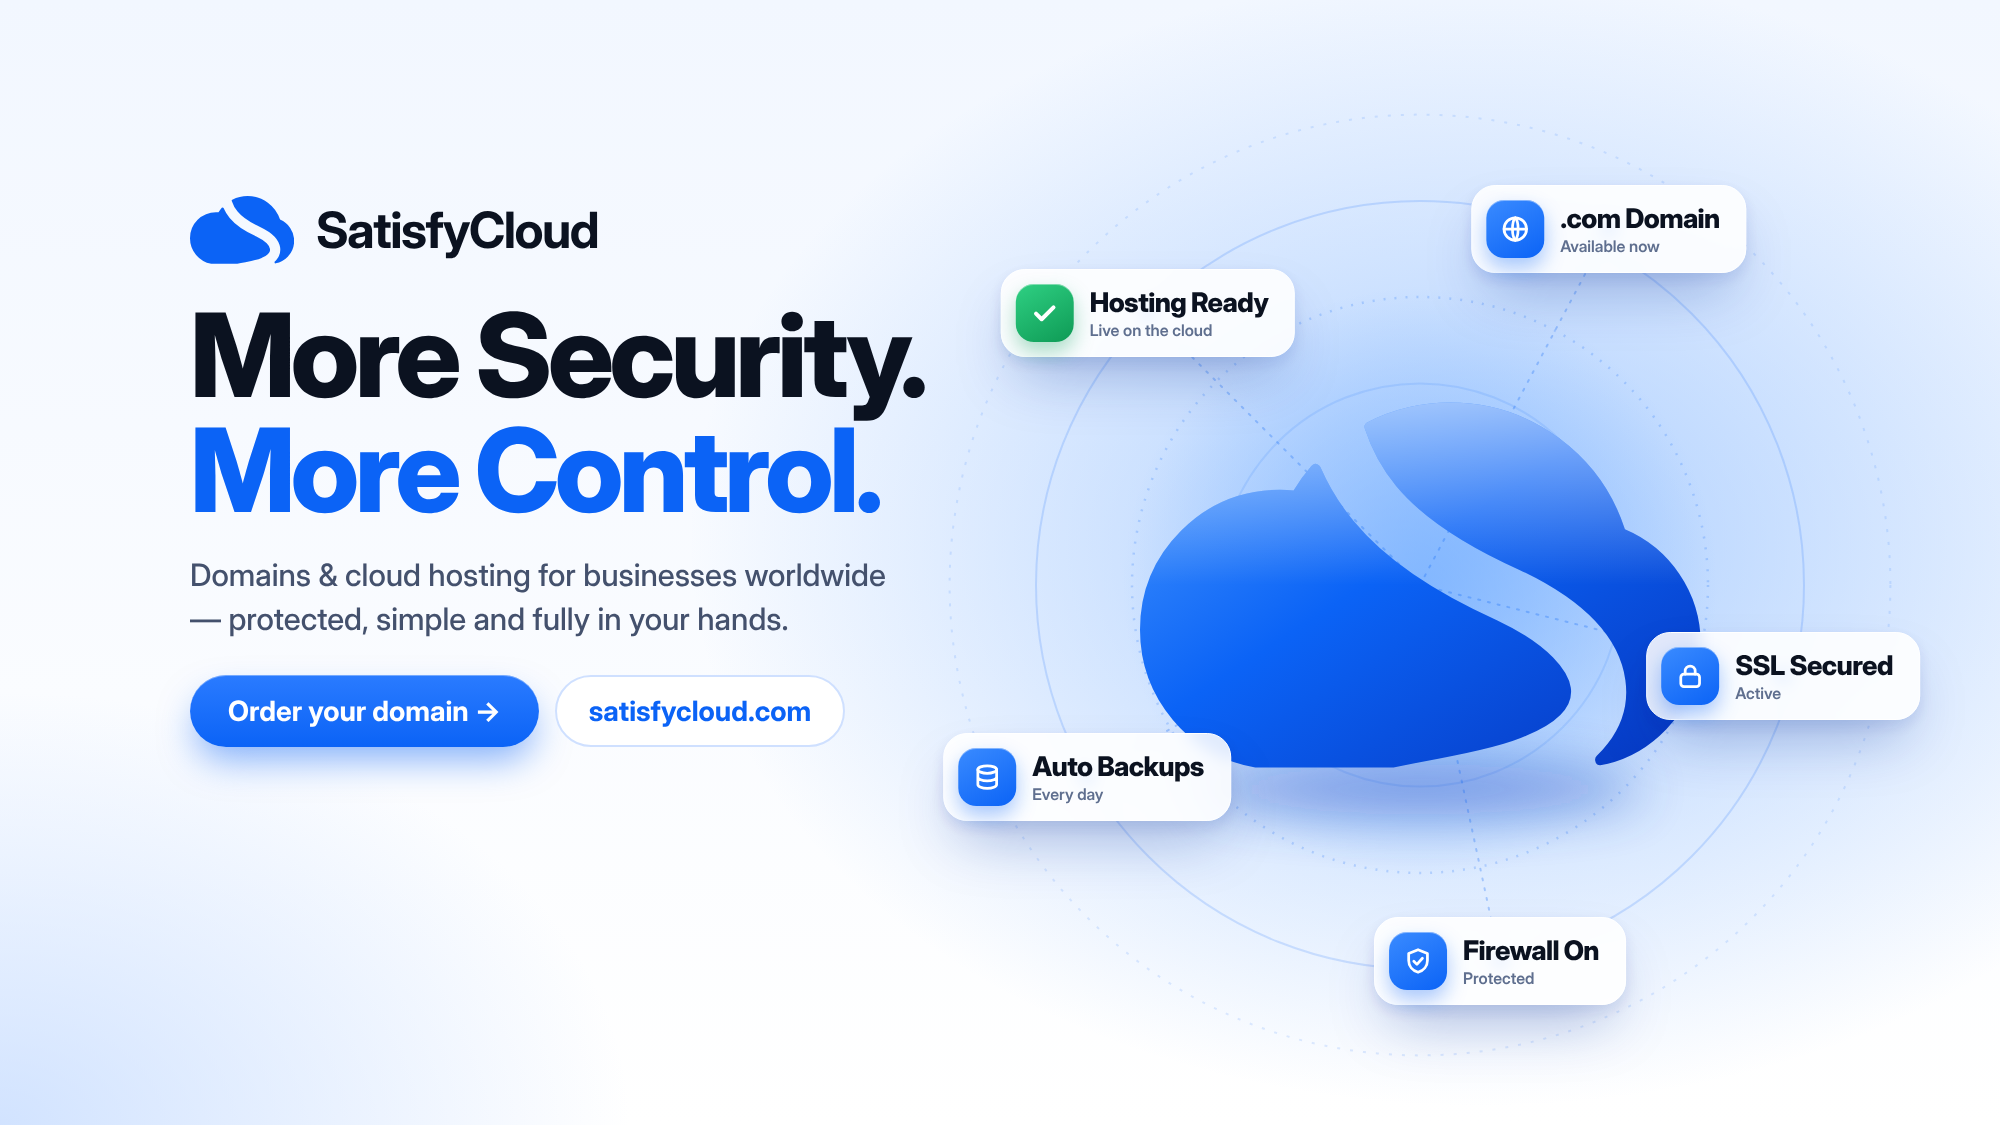 SatisfyCloud
More Security.
More Control.
Domains & cloud hosting for businesses worldwide
— protected, simple and fully in your hands.
Order your domain →
satisfycloud.com
.com Domain
Available now
Hosting Ready
Live on the cloud
SSL Secured
Active
Auto Backups
Every day
Firewall On
Protected